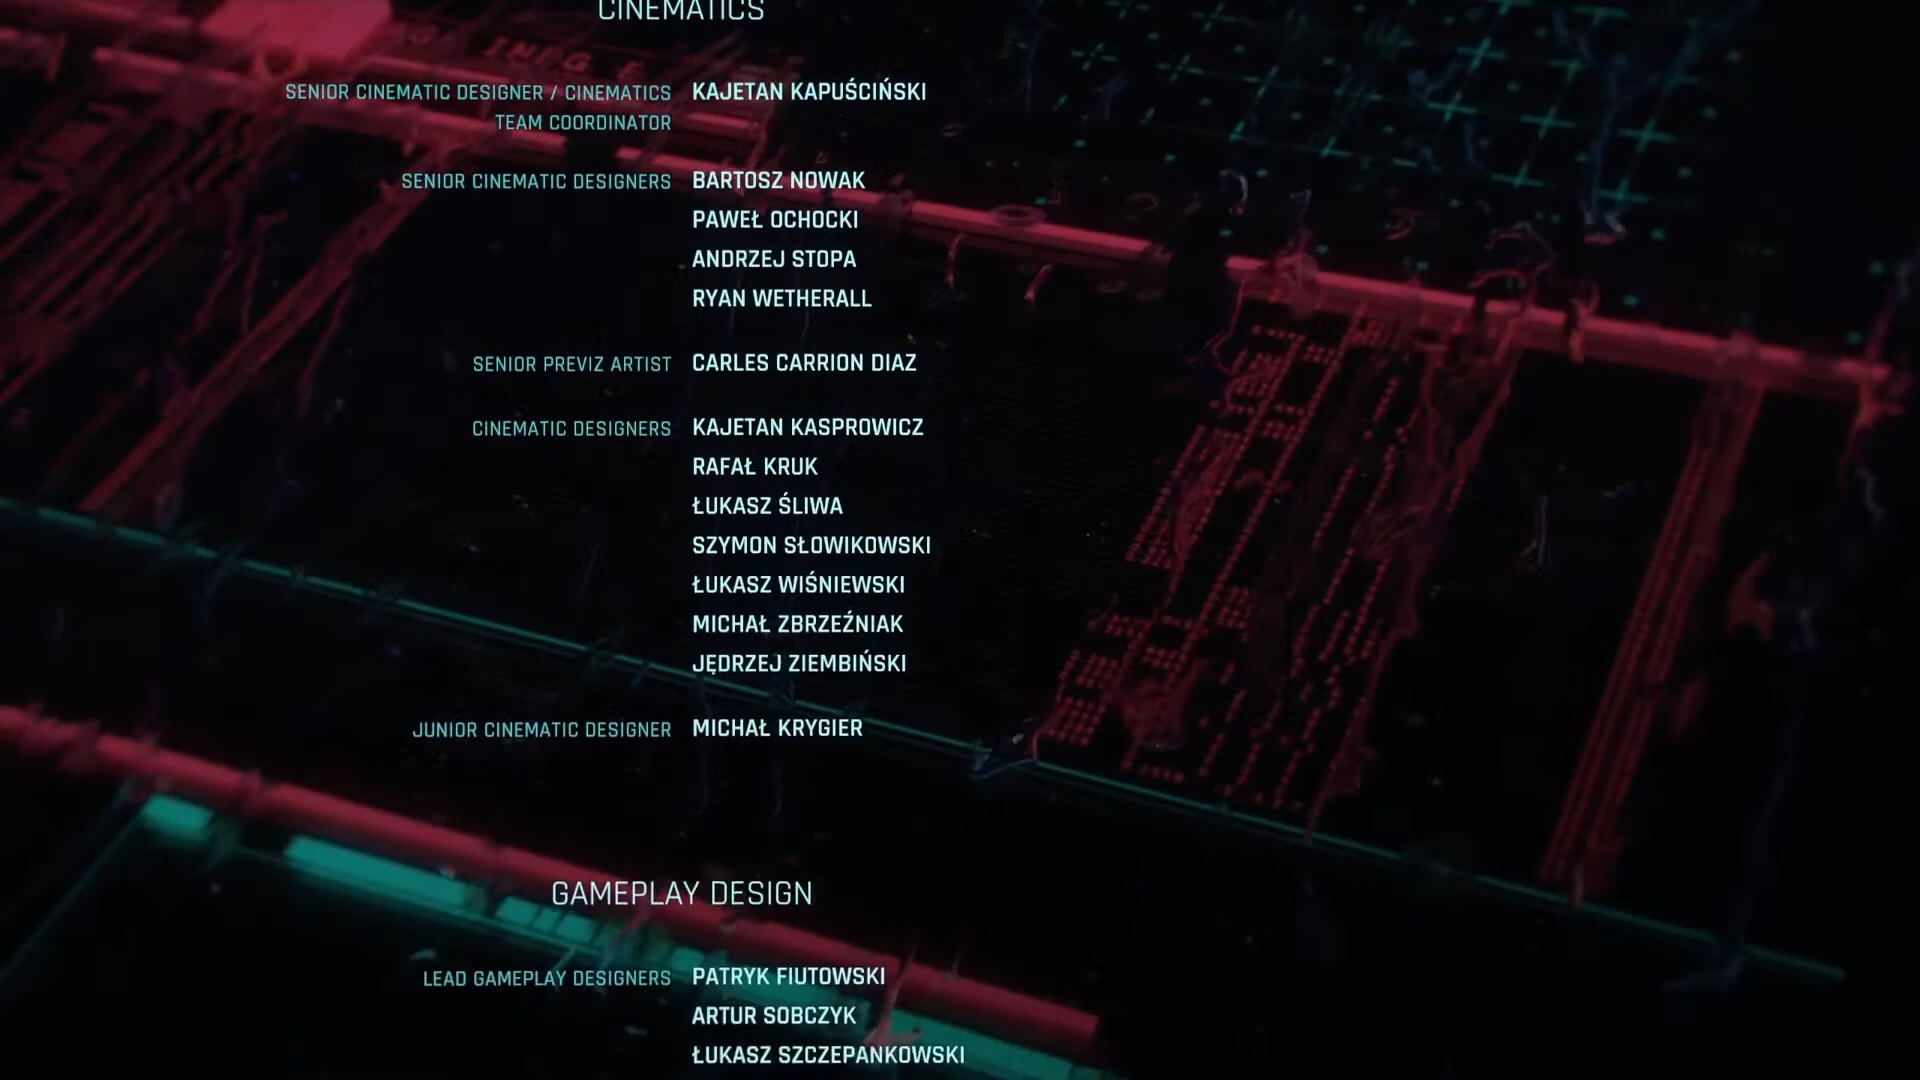 CINEMATICS
SENIOR CINEMATIC DESIGNER / CINEMATICS TEAM COORDINATOR KAJETAN KAPUŚCIŃSKI
SENIOR CINEMATIC DESIGNERS BARTOSZ NOWAK
PAWEŁ OCHOCKI
ANDRZEJ STOPA
RYAN WETHERALL
SENIOR PREVIZ ARTIST CARLES CARRION DIAZ
CINEMATIC DESIGNERS KAJETAN KASPROWICZ
RAFAŁ KRUK
ŁUKASZ ŚLIWA
SZYMON SŁOWIKOWSKI
ŁUKASZ WIŚNIEWSKI
MICHAŁ ZBRZEŹNIAK
JĘDRZEJ ZIEMBIŃSKI
JUNIOR CINEMATIC DESIGNER MICHAŁ KRYGIER
GAMEPLAY DESIGN
LEAD GAMEPLAY DESIGNERS PATRYK FIUTOWSKI
ARTUR SOBCZYK
ŁUKASZ SZCZEPANKOWSKI